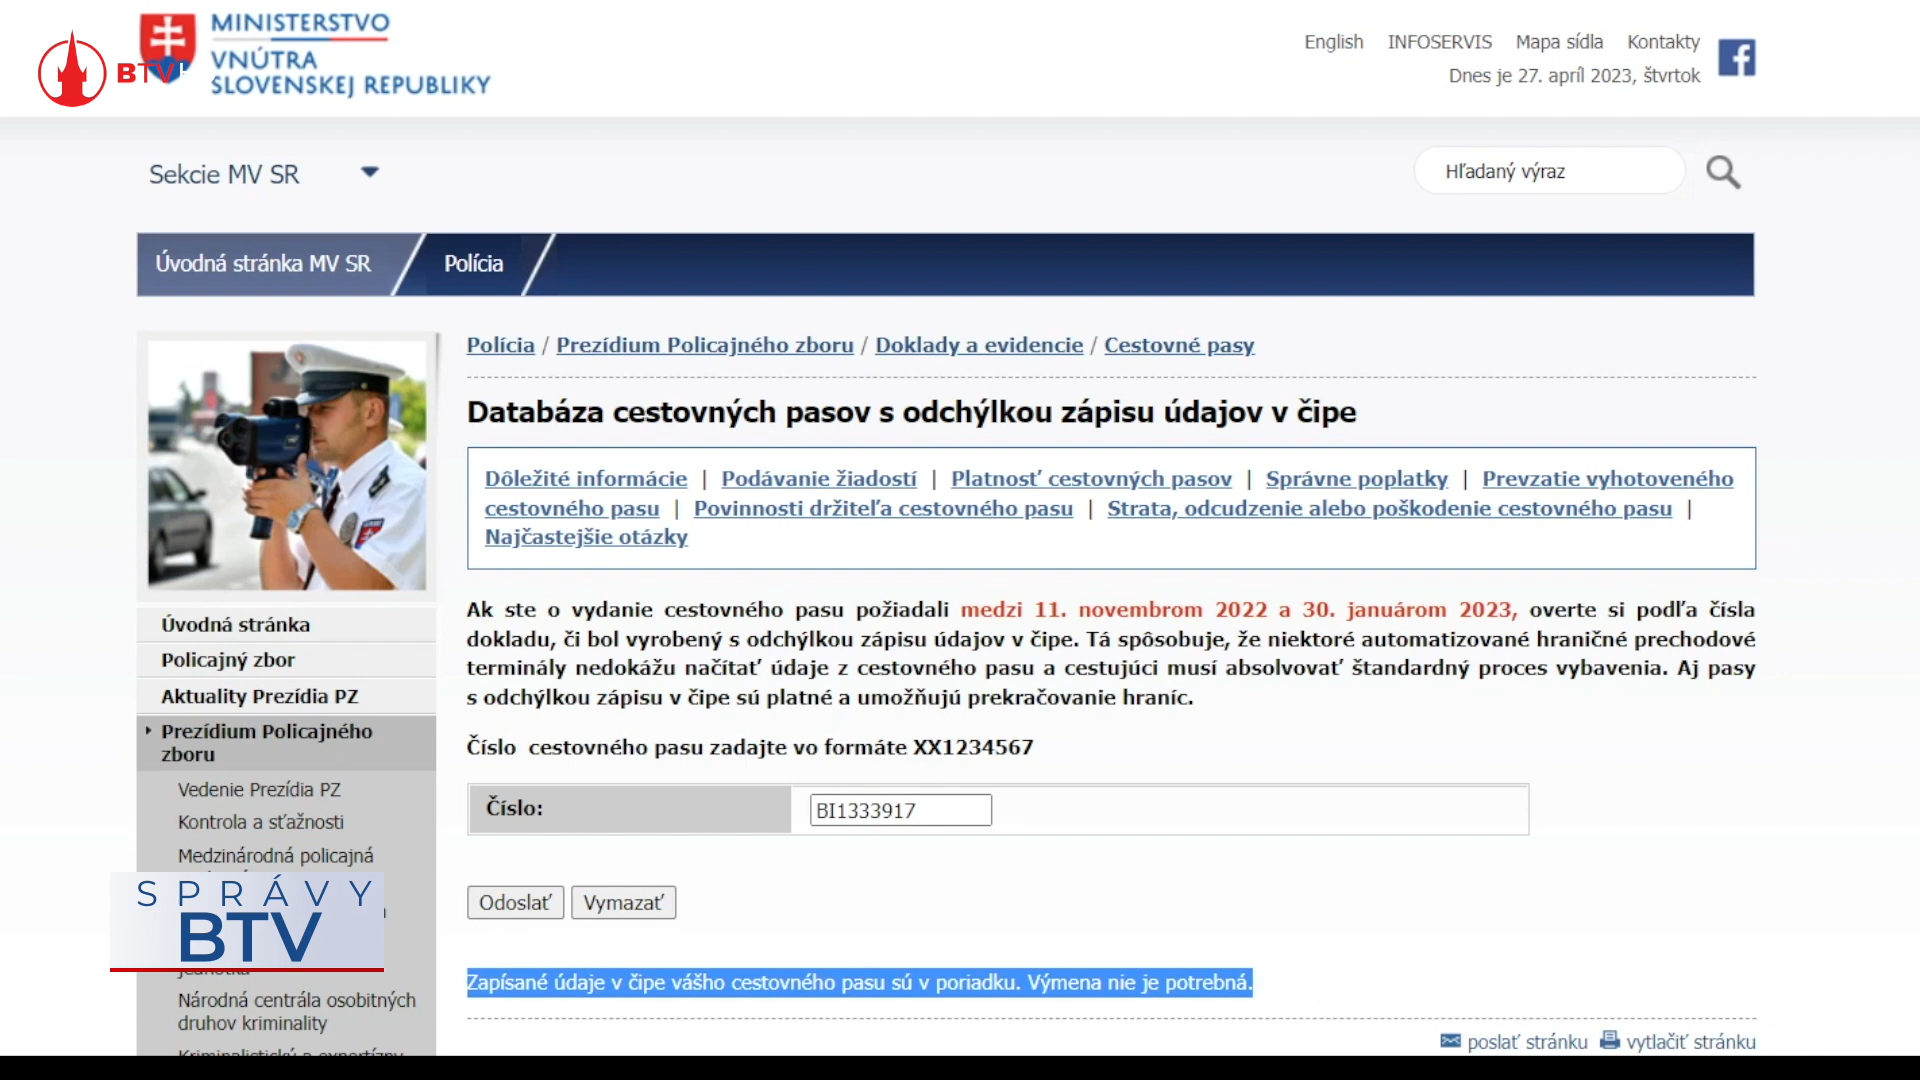 MINISTERSTVO
VNÚTRA
SLOVENSKEJ REPUBLIKY
BTV
English INFOSERVIS Mapa sídla Kontakty
Dnes je 27. apríl 2023, štvrtok
Sekcie MV SR
Hľadaný výraz
Úvodná stránka MV SR Polícia
Polícia / Prezídium Policajného zboru / Doklady a evidencie / Cestovné pasy
Databáza cestovných pasov s odchýlkou zápisu údajov v čipe
Dôležité informácie | Podávanie žiadostí | Platnosť cestovných pasov | Správne poplatky | Prevzatie vyhotoveného
cestovného pasu | Povinnosti držiteľa cestovného pasu | Strata, odcudzenie alebo poškodenie cestovného pasu |
Najčastejšie otázky
Ak ste o vydanie cestovného pasu požiadali medzi 11. novembrom 2022 a 30. januárom 2023, overte si podľa čísla
dokladu, či bol vyrobený s odchýlkou zápisu údajov v čipe. Tá spôsobuje, že niektoré automatizované hraničné prechodové
terminály nedokážu načítať údaje z cestovného pasu a cestujúci musí absolvovať štandardný proces vybavenia. Aj pasy
s odchýlkou zápisu v čipe sú platné a umožňujú prekračovanie hraníc.
Číslo cestovného pasu zadajte vo formáte XX1234567
Číslo: BI1333917
Odoslať Vymazať
Zapísané údaje v čipe vášho cestovného pasu sú v poriadku. Výmena nie je potrebná.
poslať stránku vytlačiť stránku
Úvodná stránka
Policajný zbor
Aktuality Prezídia PZ
Prezídium Policajného
zboru
Vedenie Prezídia PZ
Kontrola a sťažnosti
Medzinárodná policajná
SPRÁVY
BTV
Národná centrála osobitných
druhov kriminality